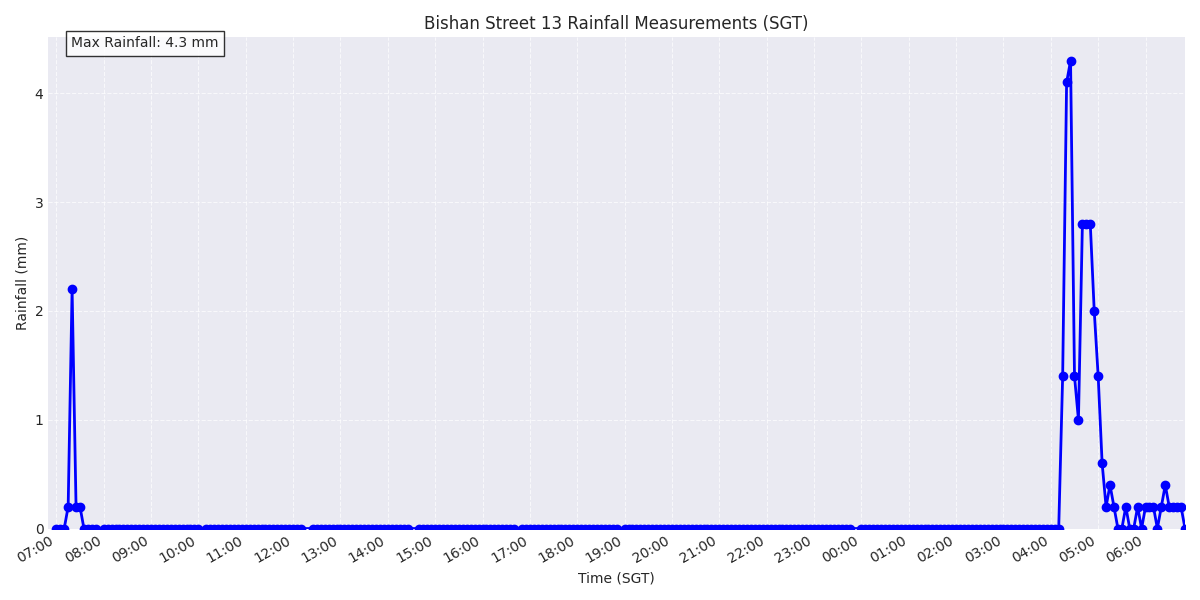 Bishan Street 13 Rainfall Measurements (SGT)
Max Rainfall: 4.3 mm
Rainfall (mm)
4
3
2
1
0
07:00 08:00 09:00 10:00 11:00 12:00 13:00 14:00 15:00 16:00 17:00 18:00 19:00 20:00 21:00 22:00 23:00 00:00 01:00 02:00 03:00 04:00 05:00 06:00
Time (SGT)